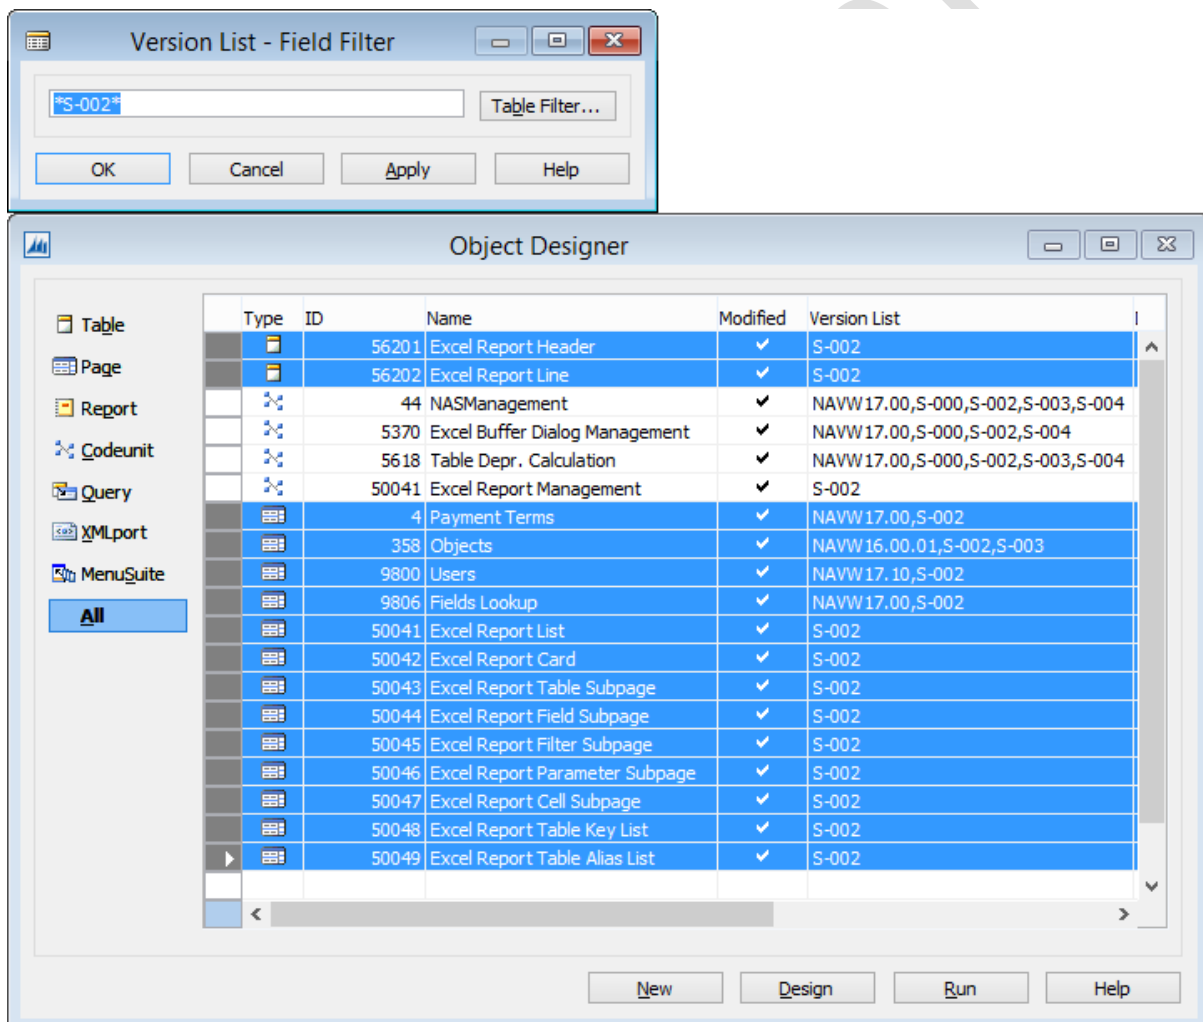 Version List - Field Filter
*S-002*
Table Filter...
OK Cancel Apply Help
Object Designer
Table
Page
Report
Codeunit
Query
XMLport
MenuSuite
All
Type ID Name Modified Version List
56201 Excel Report Header S-002
56202 Excel Report Line S-002
44 NASManagement NAVW17.00,S-000,S-002,S-003,S-004
5370 Excel Buffer Dialog Management NAVW17.00,S-000,S-002,S-004
5618 Table Depr. Calculation NAVW17.00,S-000,S-002,S-003,S-004
50041 Excel Report Management S-002
4 Payment Terms NAVW17.00,S-002
358 Objects NAVW16.00.01,S-002,S-003
9800 Users NAVW17.10,S-002
9806 Fields Lookup NAVW17.00,S-002
50041 Excel Report List S-002
50042 Excel Report Card S-002
50043 Excel Report Table Subpage S-002
50044 Excel Report Field Subpage S-002
50045 Excel Report Filter Subpage S-002
50046 Excel Report Parameter Subpage S-002
50047 Excel Report Cell Subpage S-002
50048 Excel Report Table Key List S-002
50049 Excel Report Table Alias List S-002
New Design Run Help